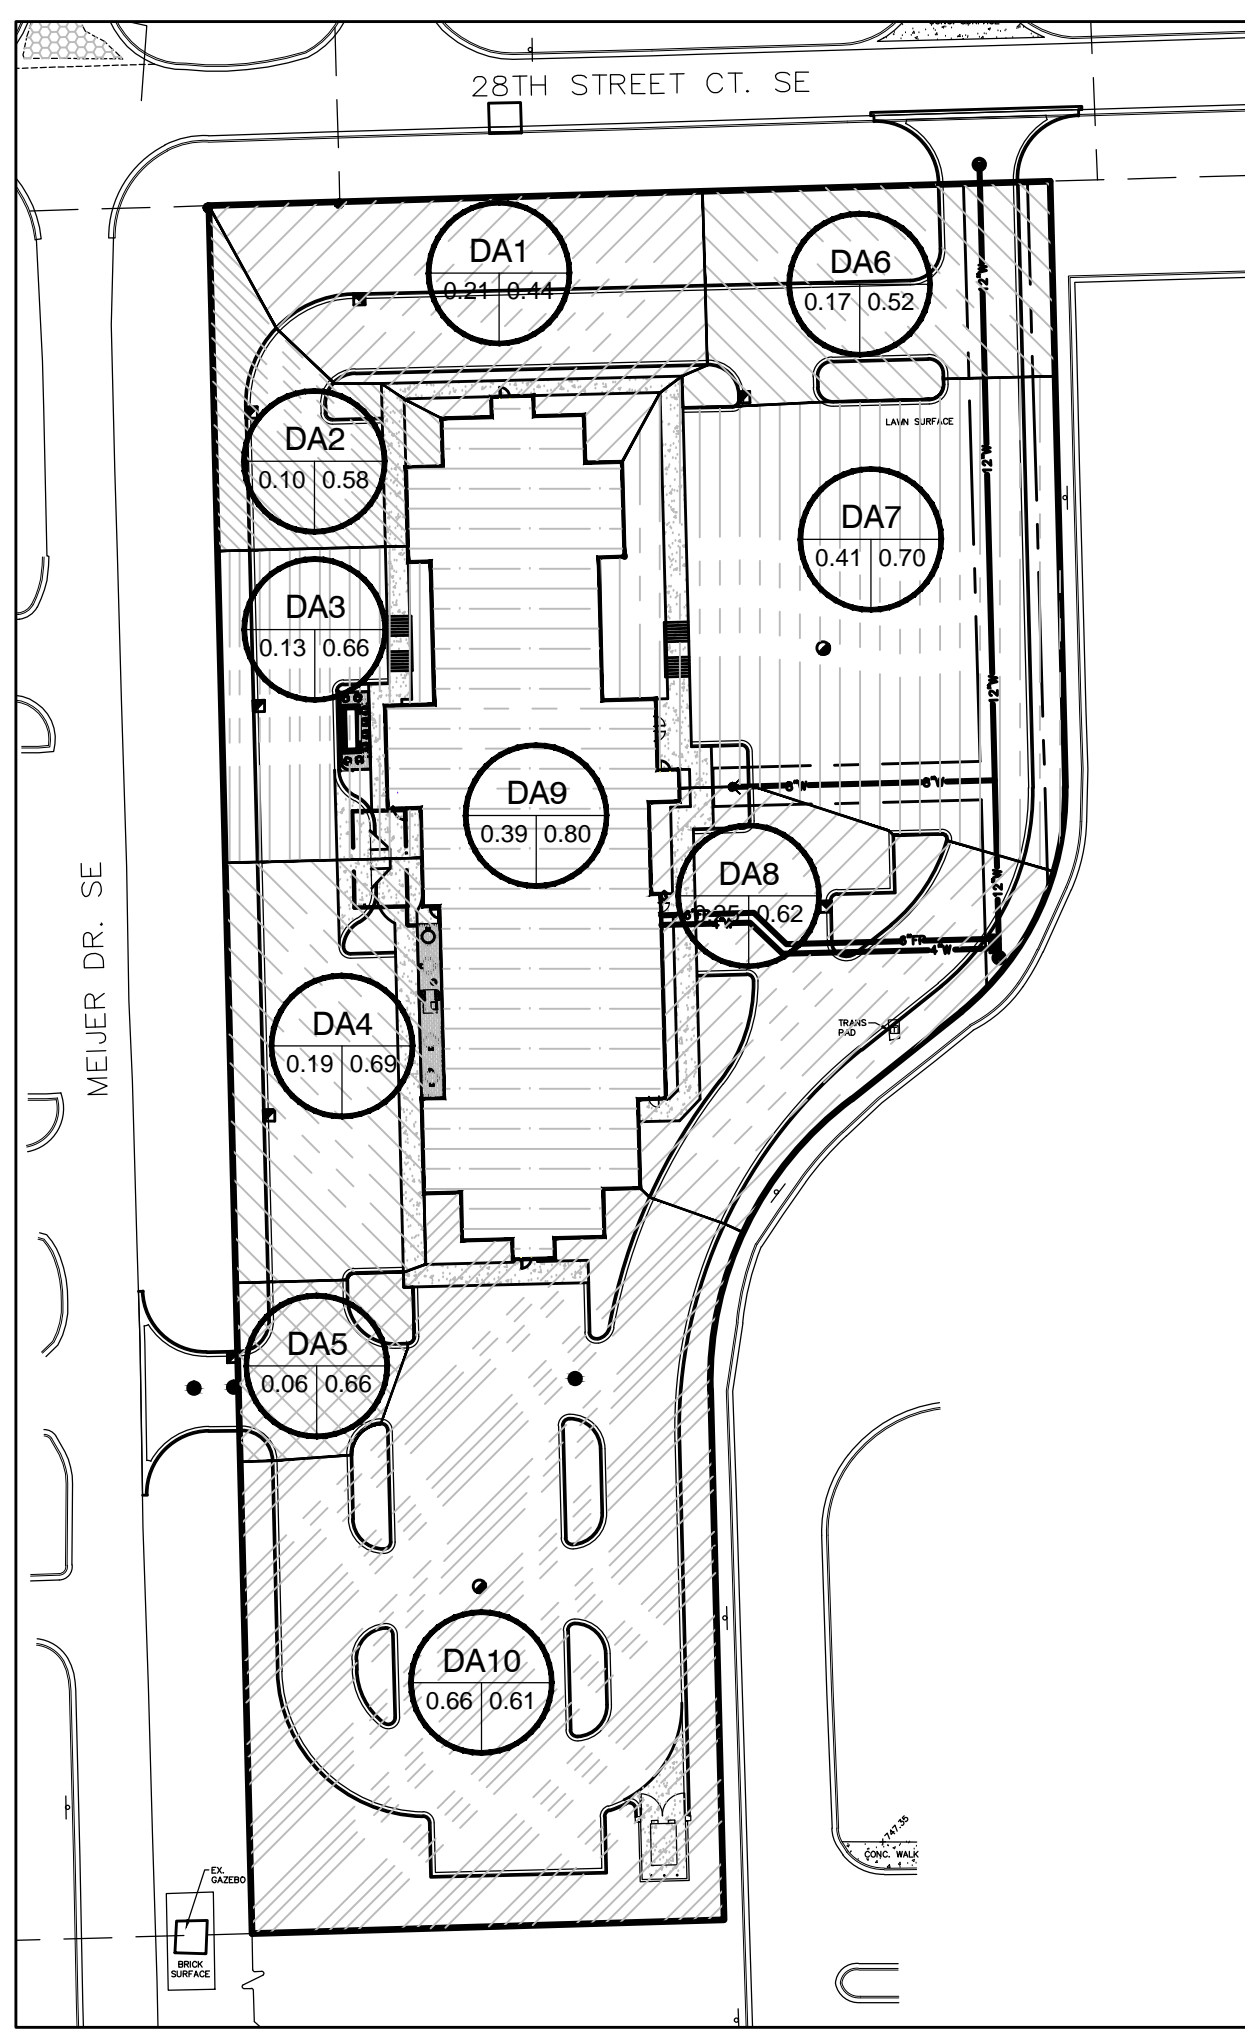 28TH STREET CT. SE
DA1
0.21 0.44
DA6
0.17 0.52
12"W
LAWN SURFACE
DA2
0.10 0.58
12"W
DA7
0.41 0.70
DA3
0.13 0.66
12"W
8"W
DA9
0.39 0.80
DA8
0.62
12"W
MEIJER DR. SE
4"W
DA4
0.19 0.69
TRANS
PAD
DA5
0.06 0.66
DA10
0.66 0.61
747.35
CONC. WALK
EX.
GAZEBO
BRICK
SURFACE